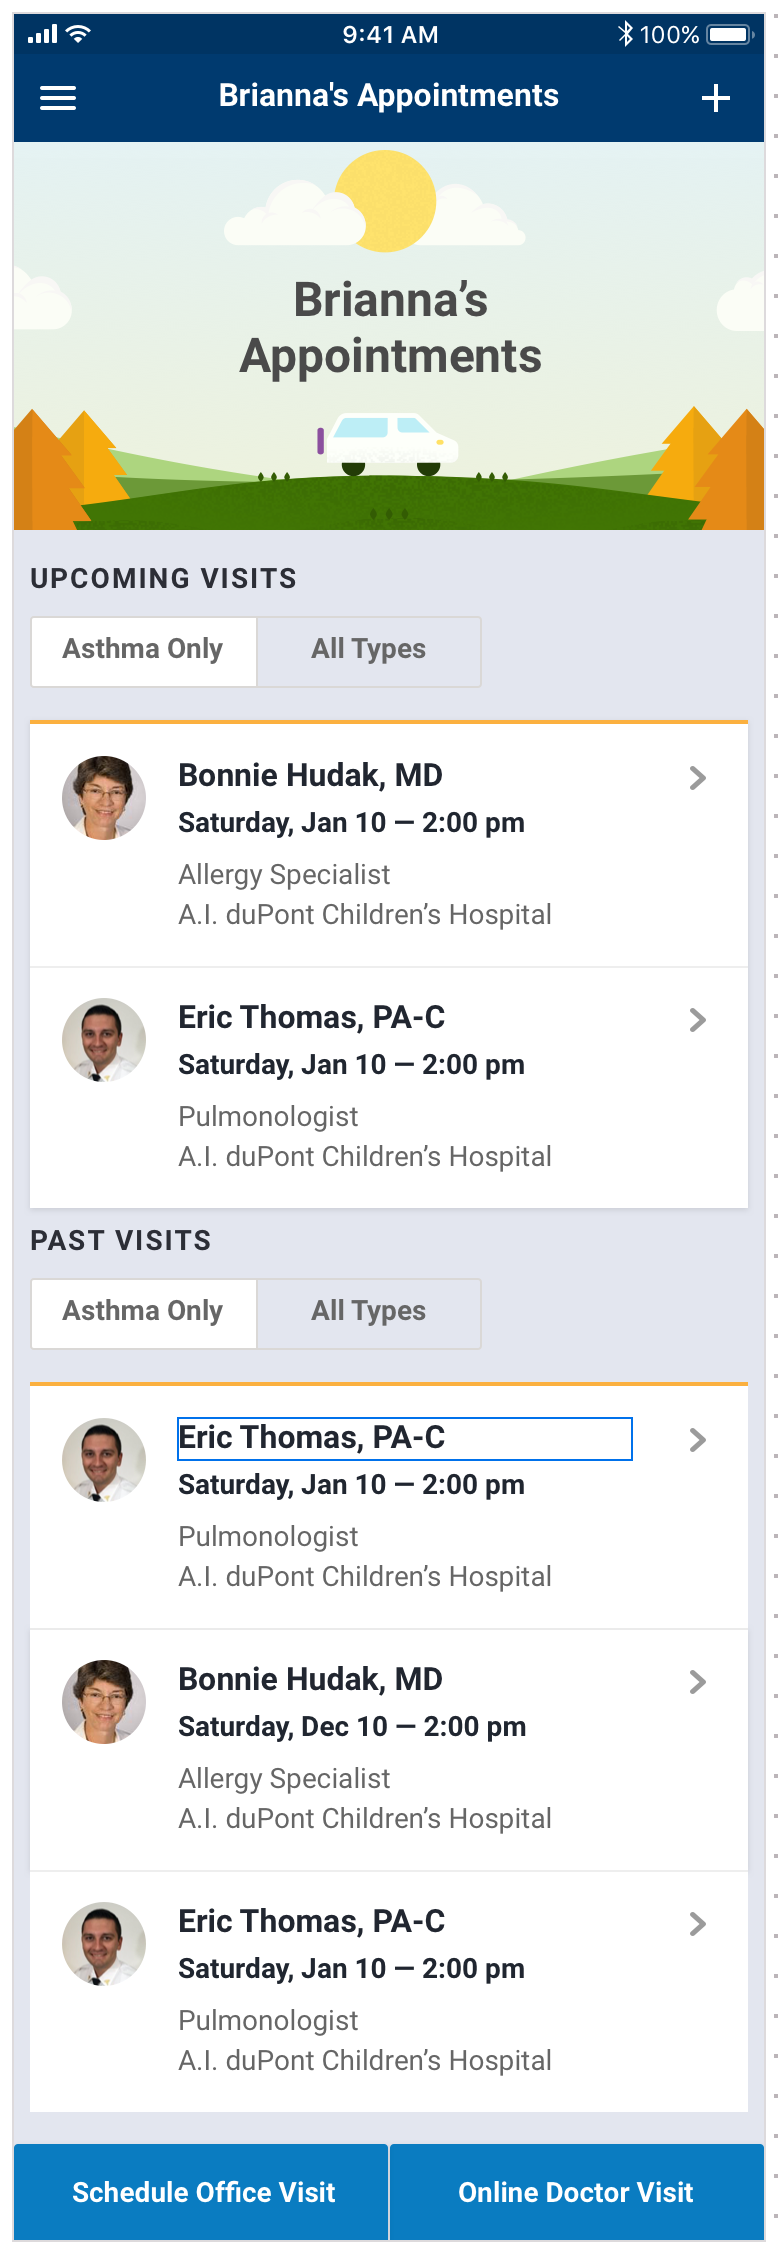 9:41 AM
100%
Brianna's Appointments
Brianna’s
Appointments
UPCOMING VISITS
Asthma Only
All Types
Bonnie Hudak, MD
Saturday, Jan 10 — 2:00 pm
Allergy Specialist
A.I. duPont Children’s Hospital
Eric Thomas, PA-C
Saturday, Jan 10 — 2:00 pm
Pulmonologist
A.I. duPont Children’s Hospital
PAST VISITS
Asthma Only
All Types
Eric Thomas, PA-C
Saturday, Jan 10 — 2:00 pm
Pulmonologist
A.I. duPont Children’s Hospital
Bonnie Hudak, MD
Saturday, Dec 10 — 2:00 pm
Allergy Specialist
A.I. duPont Children’s Hospital
Eric Thomas, PA-C
Saturday, Jan 10 — 2:00 pm
Pulmonologist
A.I. duPont Children’s Hospital
Schedule Office Visit
Online Doctor Visit